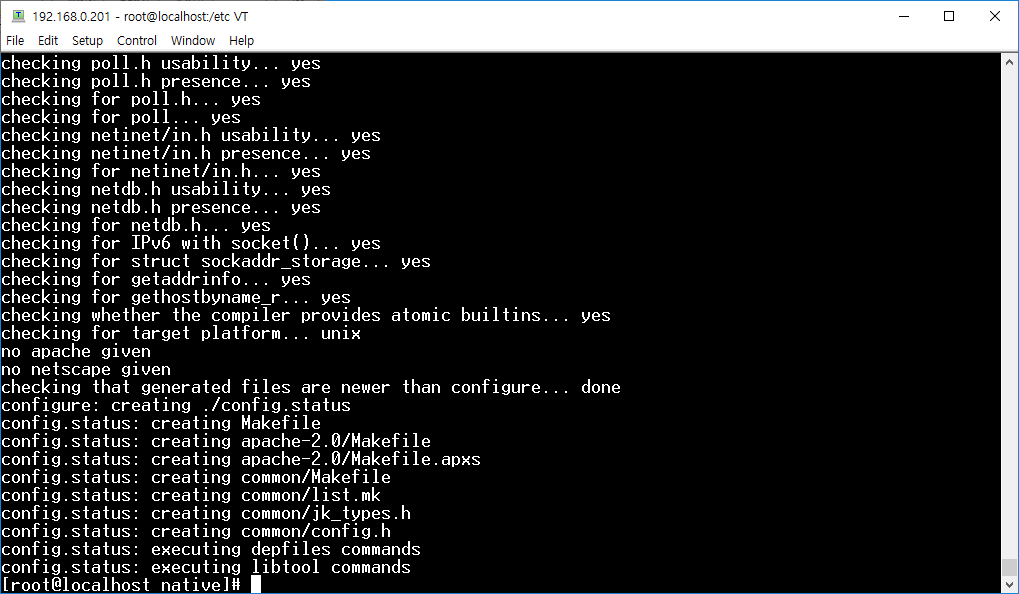 192.168.0.201 - root@localhost:/etc VT
File Edit Setup Control Window Help
checking poll.h usability... yes
checking poll.h presence... yes
checking for poll.h... yes
checking for poll... yes
checking netinet/in.h usability... yes
checking netinet/in.h presence... yes
checking for netinet/in.h... yes
checking netdb.h usability... yes
checking netdb.h presence... yes
checking for netdb.h... yes
checking for IPv6 with socket()... yes
checking for struct sockaddr_storage... yes
checking for getaddrinfo... yes
checking for gethostbyname_r... yes
checking whether the compiler provides atomic builtins... yes
checking for target platform... unix
no apache given
no netscape given
checking that generated files are newer than configure... done
configure: creating ./config.status
config.status: creating Makefile
config.status: creating apache-2.0/Makefile
config.status: creating apache-2.0/Makefile.apxs
config.status: creating common/Makefile
config.status: creating common/list.mk
config.status: creating common/jk_types.h
config.status: creating common/config.h
config.status: executing depfiles commands
config.status: executing libtool commands
[root@localhost native]#